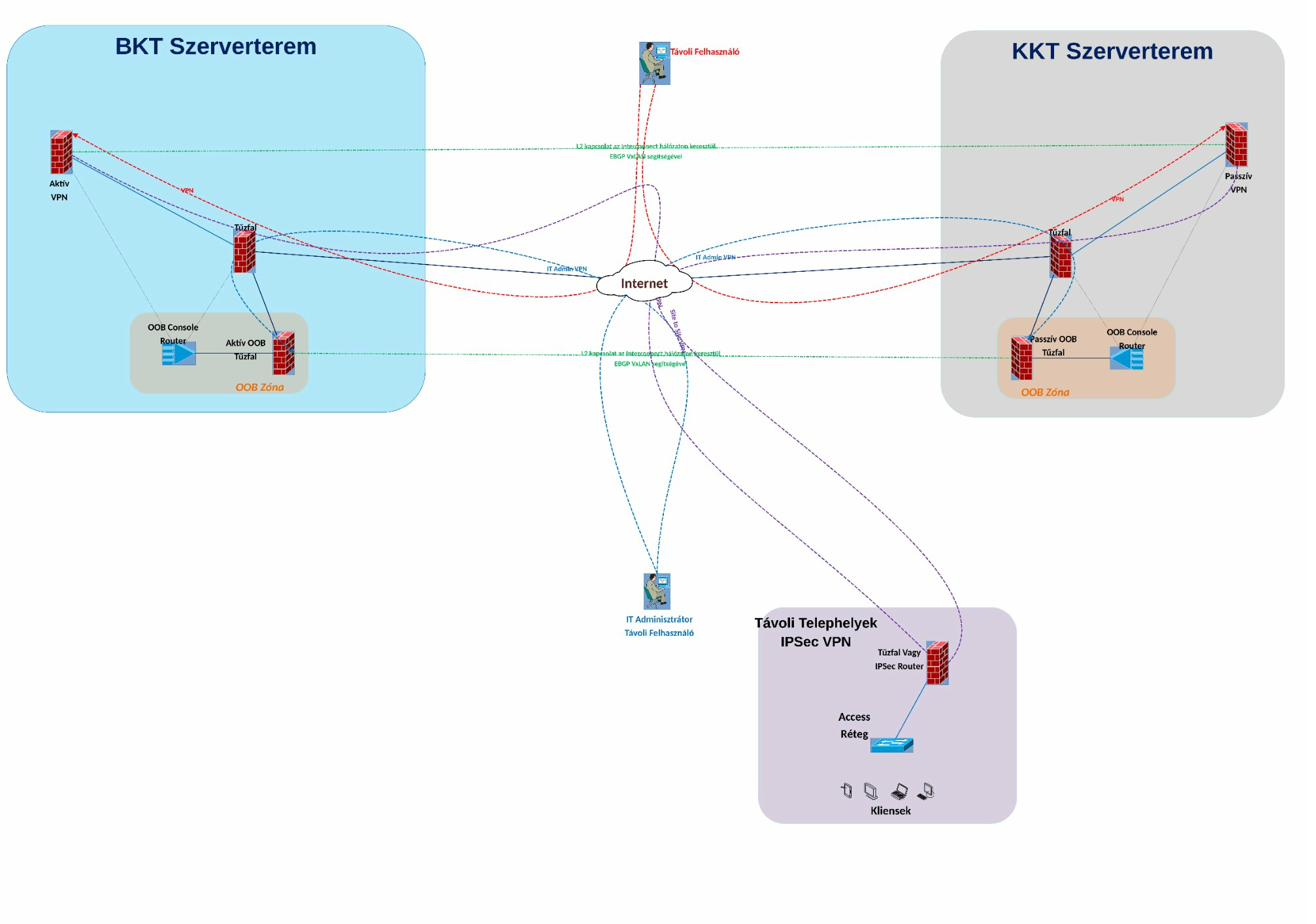 BKT Szerverterem
KKT Szerverterem
Távoli Felhasználó
L2 kapcsolat az Interconnect hálózaton keresztül,
EBGP VxLAN segítségével
Aktív
VPN
Passzív
VPN
VPN
VPN
Tűzfal
Tűzfal
IT Admin VPN
IT Admin VPN
Internet
Site to Site
OOB Console
Router
Aktív OOB
Tűzfal
OOB Zóna
L2 kapcsolat az Interconnect hálózaton keresztül,
EBGP VxLAN segítségével
Passzív OOB
Tűzfal
OOB Console
Router
OOB Zóna
IT Adminisztrátor
Távoli Felhasználó
Távoli Telephelyek
IPSec VPN
Tűzfal Vagy
IPSec Router
Access
Réteg
Kliensek